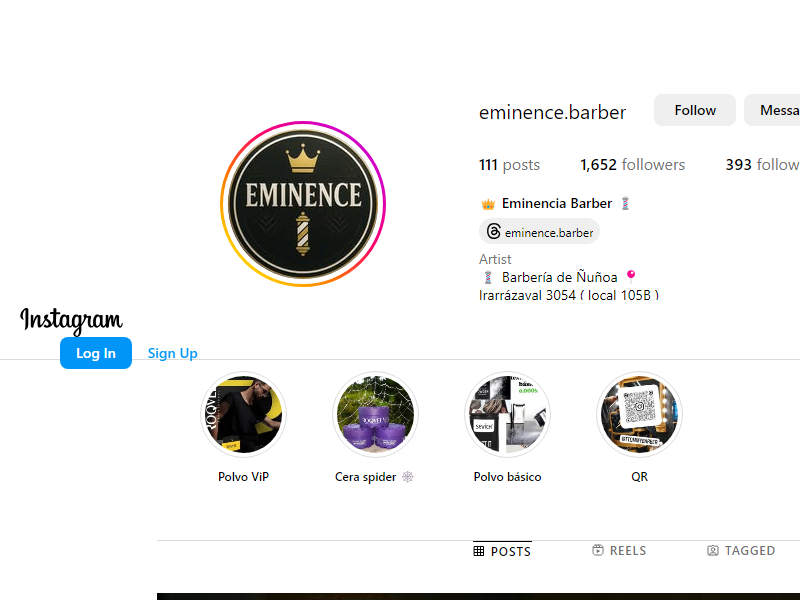 eminence.barber
Follow
Messa
111 posts
1,652 followers
393 follow
EMINENCE
👑 Eminencia Barber 💈
eminence.barber
Artist
💈 Barbería de Ñuñoa 📍
Irarrázaval 3054 ( local 105B )
Instagram
Log In
Sign Up
ROQVE
SEVICH
Polvo ViP
Cera spider 🕸
Polvo básico
QR
POSTS
REELS
TAGGED